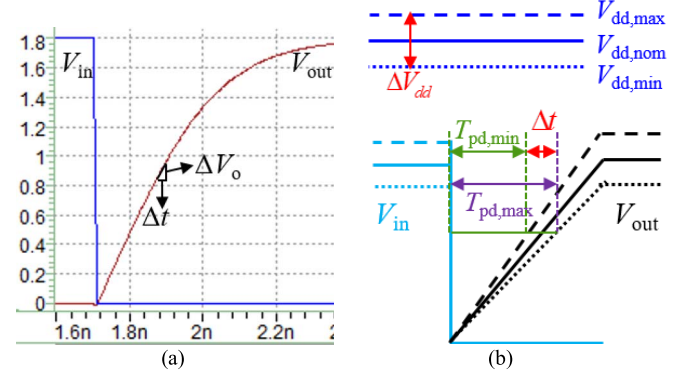 1.8
1.6
1.4
1.2
1
0.8
0.6
0.4
0.2
0
V_in
V_out
ΔV_o
Δt
1.6n 1.8n 2n 2.2n 2
(a)
V_dd,max
V_dd,nom
V_dd,min
ΔV_dd
T_pd,min Δt
T_pd,max
V_in V_out
(b)